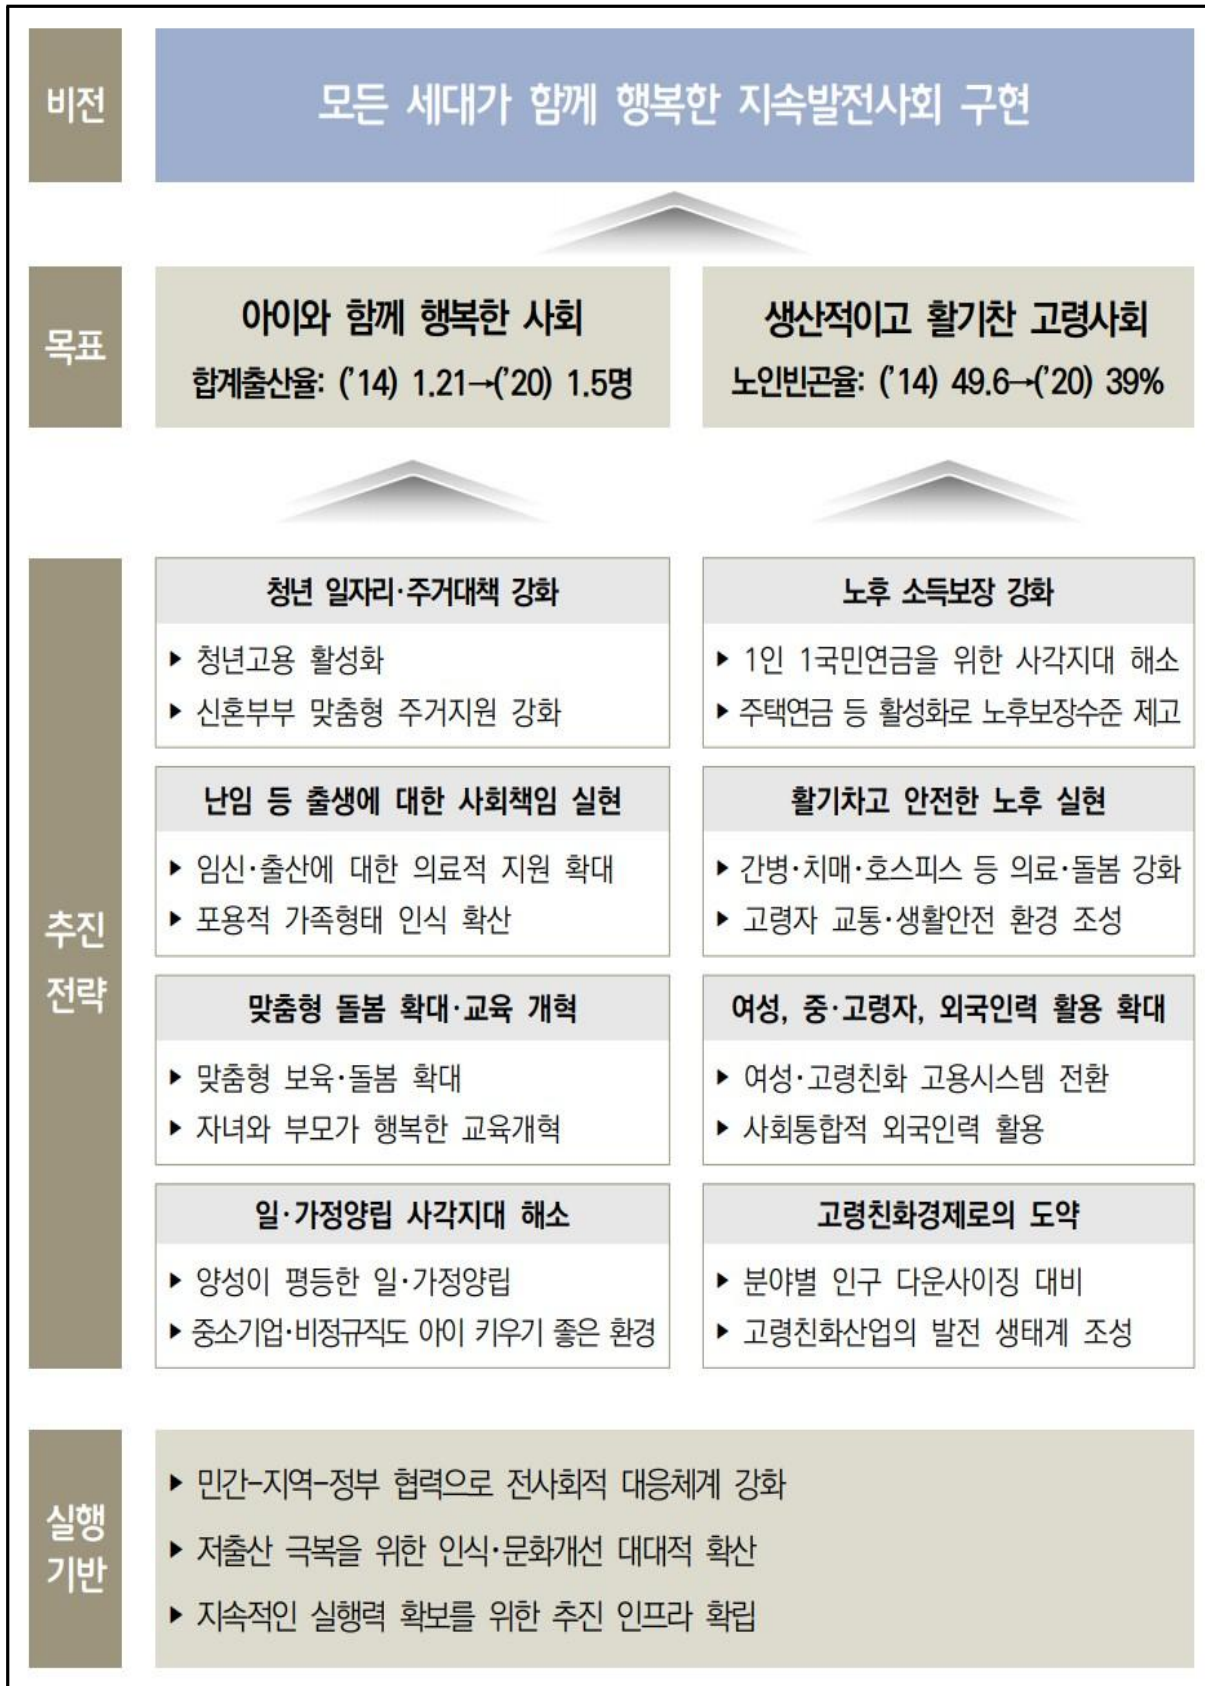 비전
모든 세대가 함께 행복한 지속발전사회 구현
목표
아이와 함께 행복한 사회
합계출산율: ('14) 1.21→('20) 1.5명
생산적이고 활기찬 고령사회
노인빈곤율: ('14) 49.6→('20) 39%
추진
전략
청년 일자리·주거대책 강화
▶ 청년고용 활성화
▶ 신혼부부 맞춤형 주거지원 강화
난임 등 출생에 대한 사회책임 실현
▶ 임신·출산에 대한 의료적 지원 확대
▶ 포용적 가족형태 인식 확산
맞춤형 돌봄 확대·교육 개혁
▶ 맞춤형 보육·돌봄 확대
▶ 자녀와 부모가 행복한 교육개혁
일·가정양립 사각지대 해소
▶ 양성이 평등한 일·가정양립
▶ 중소기업·비정규직도 아이 키우기 좋은 환경
노후 소득보장 강화
▶ 1인 1국민연금을 위한 사각지대 해소
▶ 주택연금 등 활성화로 노후보장수준 제고
활기차고 안전한 노후 실현
▶ 간병·치매·호스피스 등 의료·돌봄 강화
▶ 고령자 교통·생활안전 환경 조성
여성, 중·고령자, 외국인력 활용 확대
▶ 여성·고령친화 고용시스템 전환
▶ 사회통합적 외국인력 활용
고령친화경제로의 도약
▶ 분야별 인구 다운사이징 대비
▶ 고령친화산업의 발전 생태계 조성
실행
기반
▶ 민간-지역-정부 협력으로 전사회적 대응체계 강화
▶ 저출산 극복을 위한 인식·문화개선 대대적 확산
▶ 지속적인 실행력 확보를 위한 추진 인프라 확립